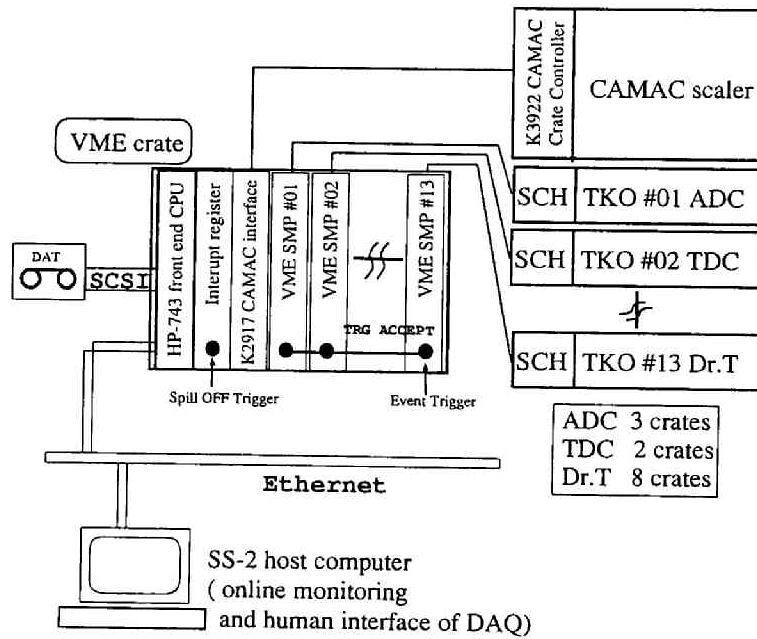 K3922 CAMAC
Crate Controller
CAMAC scaler
VME crate
HP-743 front end CPU
Interupt register
K2917 CAMAC interface
VME SMP #01
VME SMP #02
VME SMP #13
SCH TKO #01 ADC
SCH TKO #02 TDC
SCH TKO #13 Dr.T
DAT
SCSI
TRG ACCEPT
Spill OFF Trigger
Event Trigger
ADC 3 crates
TDC 2 crates
Dr.T 8 crates
Ethernet
SS-2 host computer
( online monitoring
and human interface of DAQ)